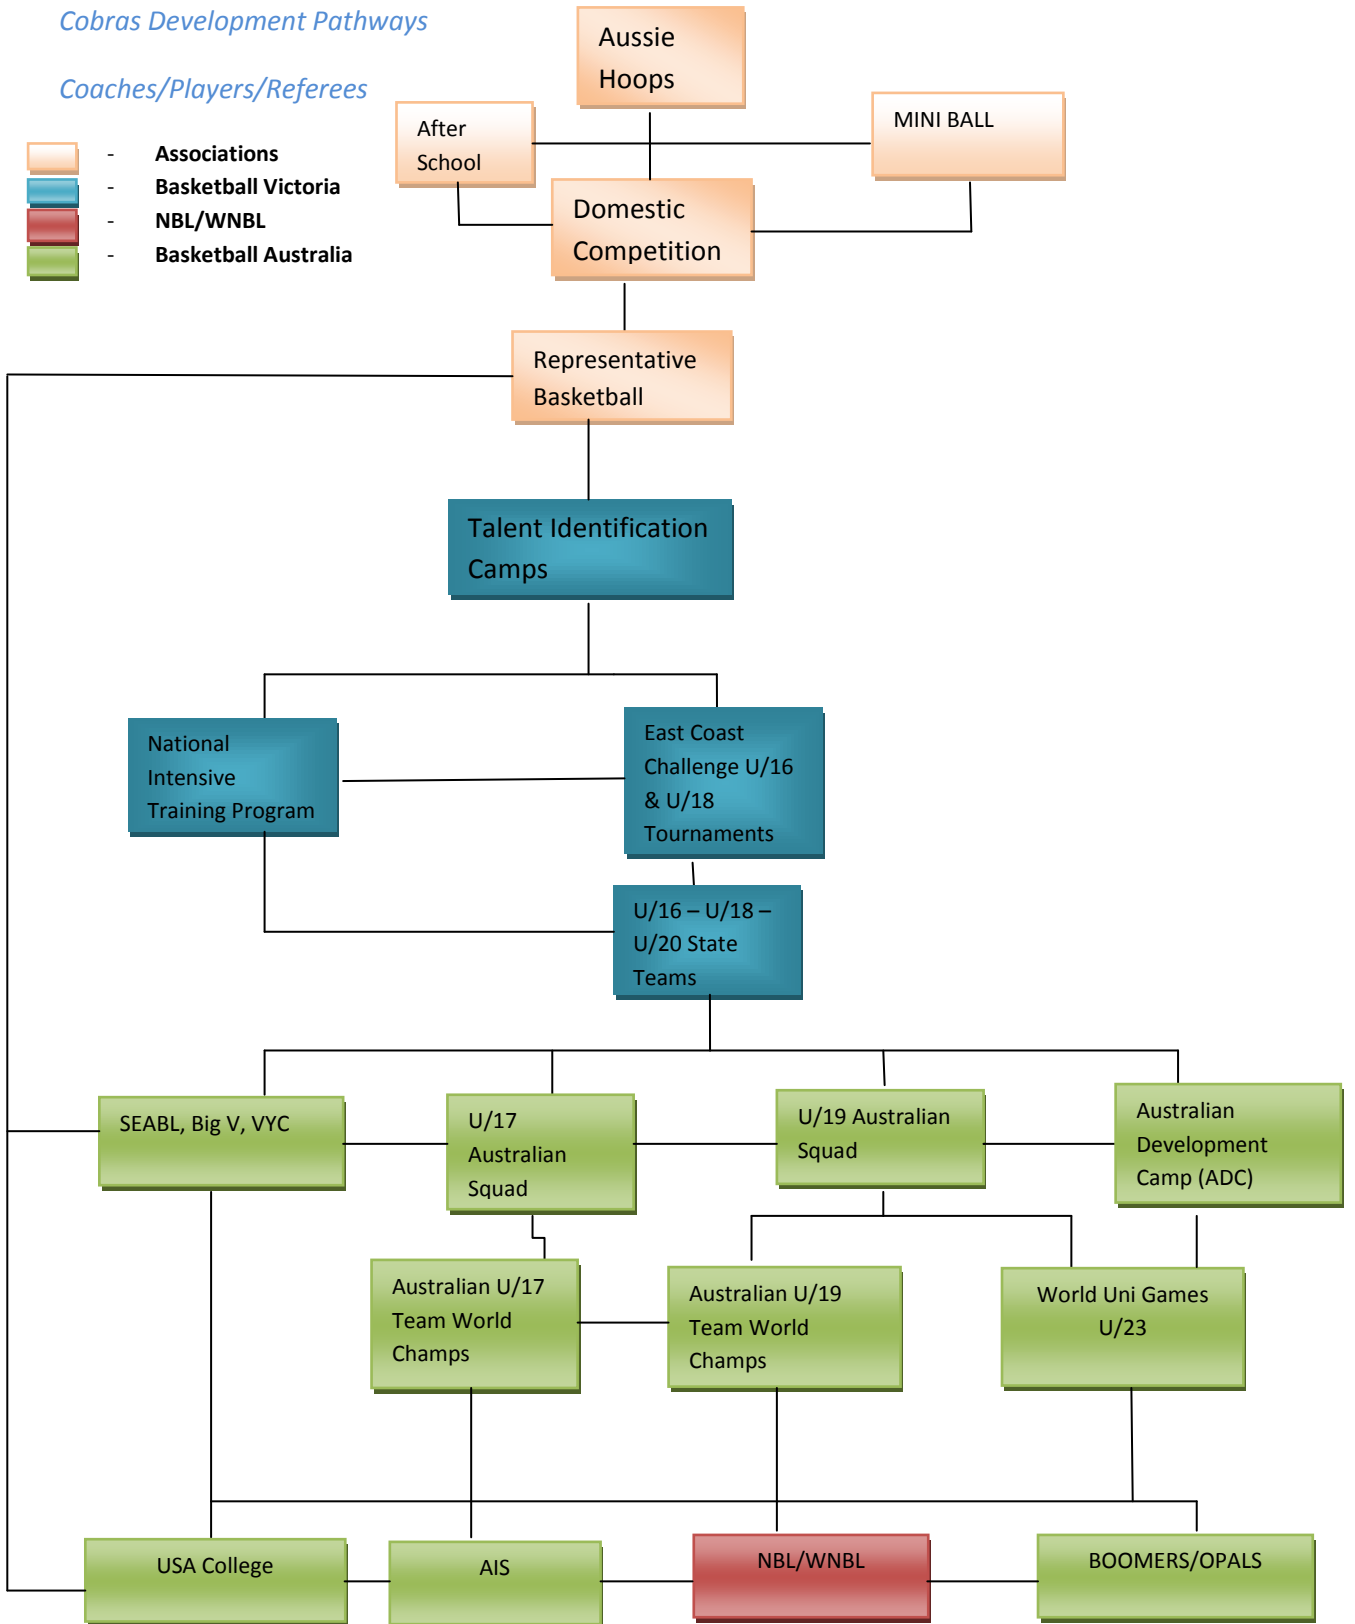 Cobras Development Pathways
Coaches/Players/Referees
- Associations
- Basketball Victoria
- NBL/WNBL
- Basketball Australia
Aussie
Hoops
After
School
MINI BALL
Domestic
Competition
Representative
Basketball
Talent Identification
Camps
National
Intensive
Training Program
East Coast
Challenge U/16
& U/18
Tournaments
U/16 – U/18 –
U/20 State
Teams
SEABL, Big V, VYC
U/17
Australian
Squad
U/19 Australian
Squad
Australian
Development
Camp (ADC)
Australian U/17
Team World
Champs
Australian U/19
Team World
Champs
World Uni Games
U/23
USA College
AIS
NBL/WNBL
BOOMERS/OPALS